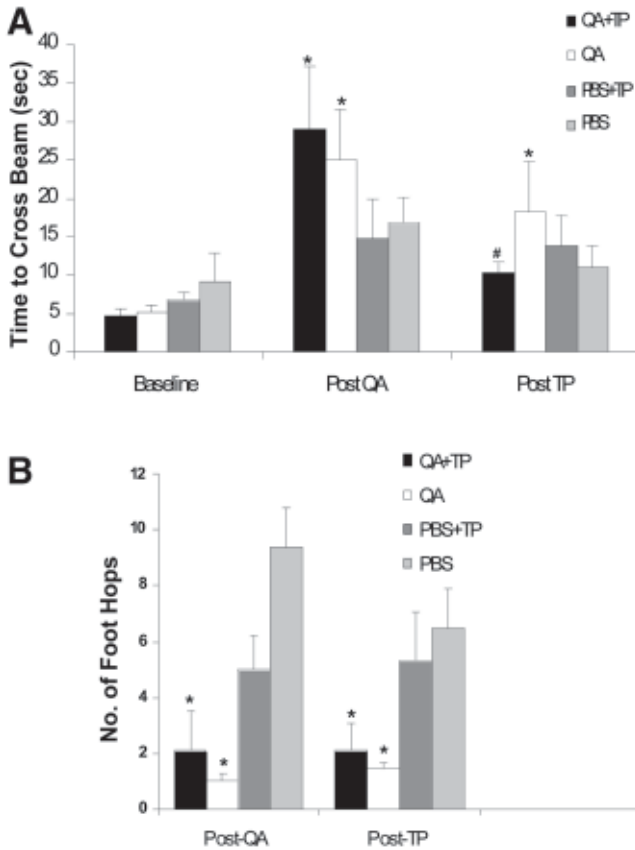 A
QA+TP
QA
PBS+TP
PBS
Time to Cross Beam (sec)
40
35
30
25
20
15
10
5
0
*
*
#
*
Baseline
Post QA
Post TP
B
QA+TP
QA
PBS+TP
PBS
No. of Foot Hops
12
10
8
6
4
2
0
*
*
*
*
Post-QA
Post-TP